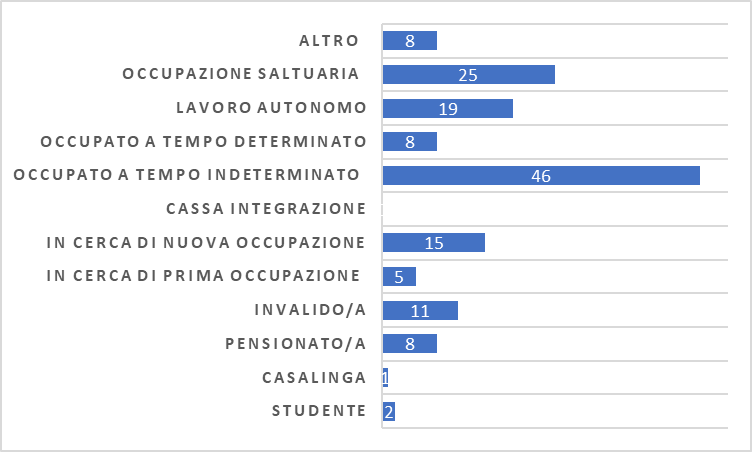 ALTRO 8
OCCUPAZIONE SALTUARIA 25
LAVORO AUTONOMO 19
OCCUPATO A TEMPO DETERMINATO 8
OCCUPATO A TEMPO INDETERMINATO 46
CASSA INTEGRAZIONE
IN CERCA DI NUOVA OCCUPAZIONE 15
IN CERCA DI PRIMA OCCUPAZIONE 5
INVALIDO/A 11
PENSIONATO/A 8
CASALINGA 1
STUDENTE 2